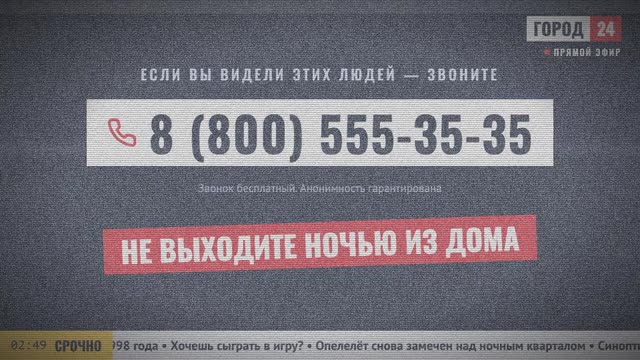 ГОРОД 24
ПРЯМОЙ ЭФИР
ЕСЛИ ВЫ ВИДЕЛИ ЭТИХ ЛЮДЕЙ — ЗВОНИТЕ
8 (800) 555-35-35
Звонок бесплатный. Анонимность гарантирована
НЕ ВЫХОДИТЕ НОЧЬЮ ИЗ ДОМА
02:49 СРОЧНО 998 года • Хочешь сыграть в игру? • Опелелёт снова замечен над ночным кварталом • Синопт